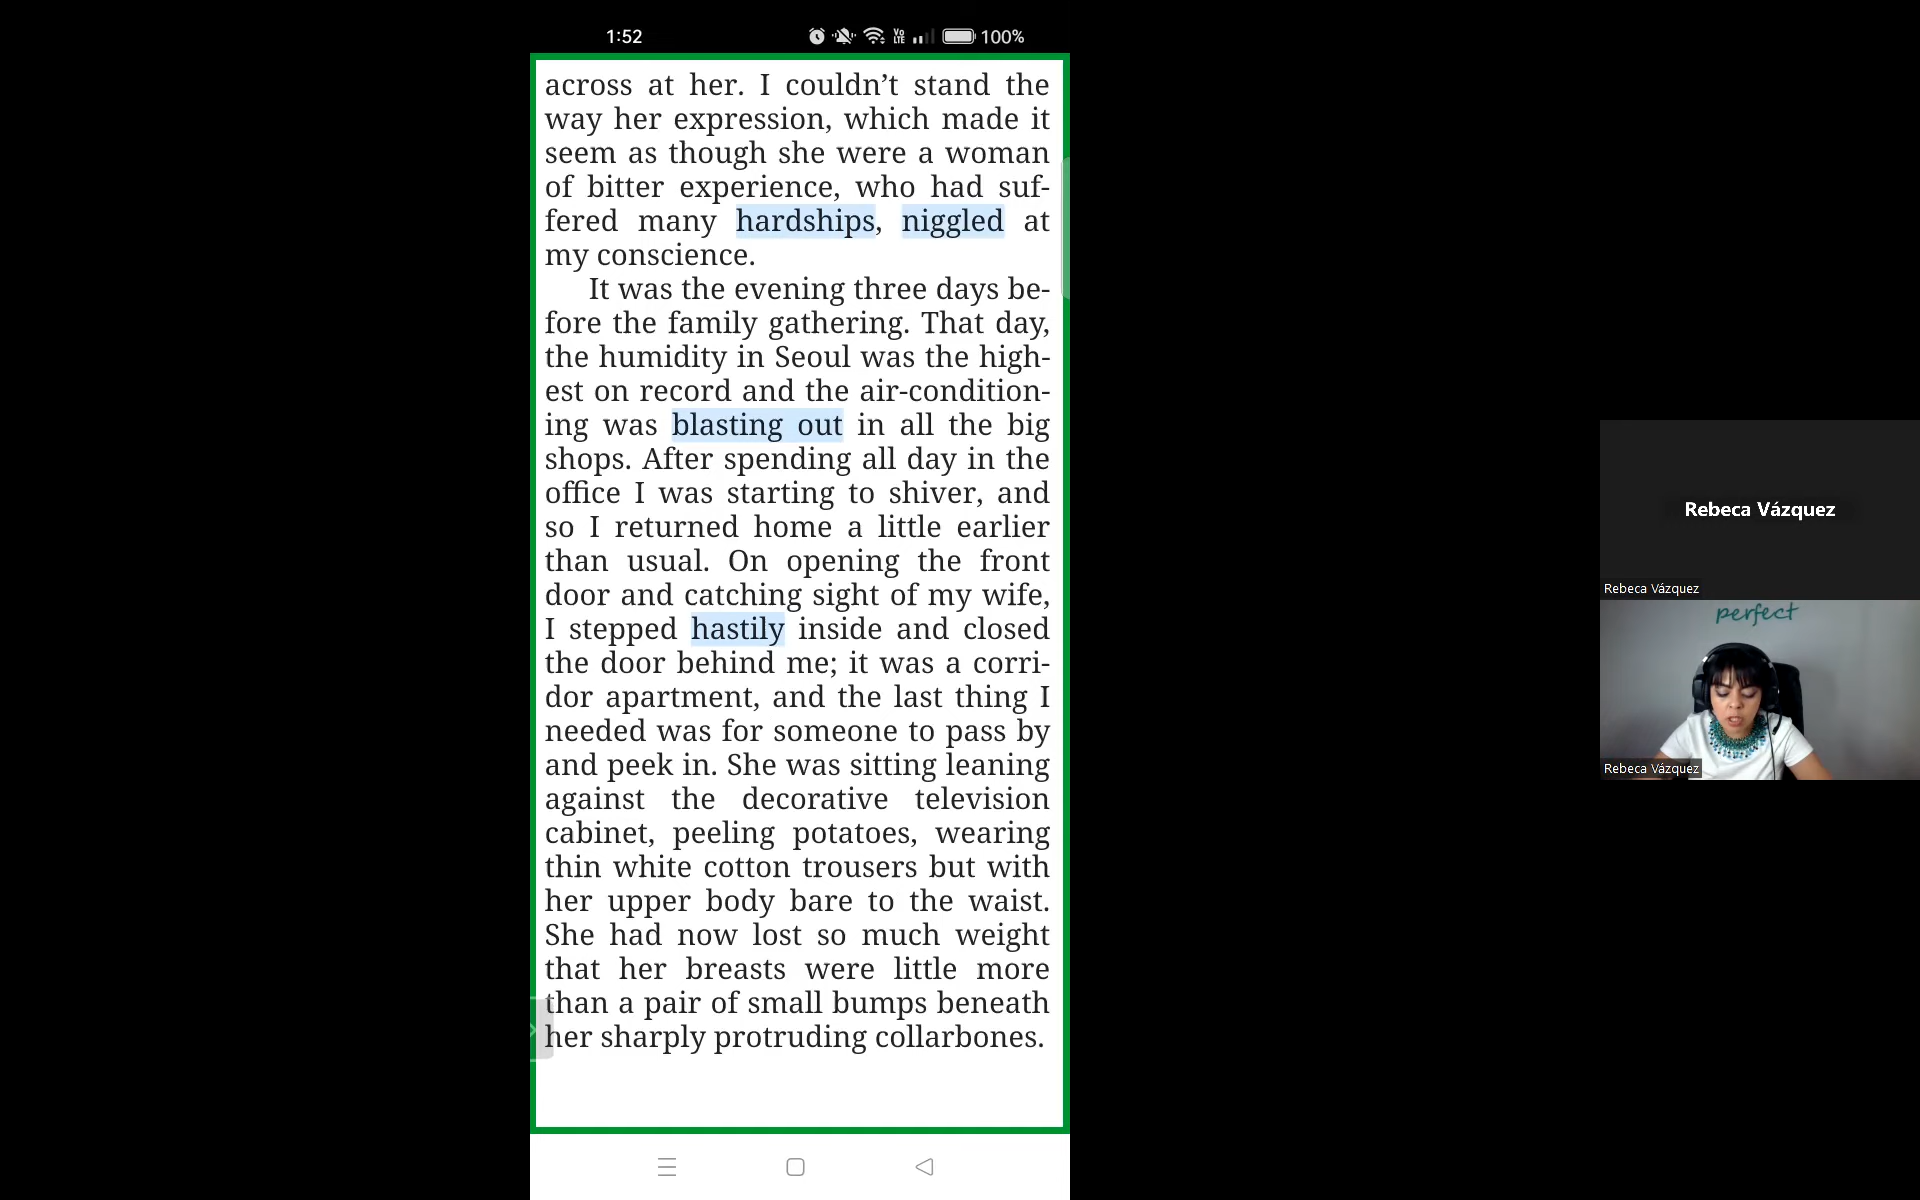 1:52
Vo
LTE
100%
across at her. I couldn’t stand the
way her expression, which made it
seem as though she were a woman
of bitter experience, who had suf-
fered many hardships, niggled at
my conscience.
It was the evening three days be-
fore the family gathering. That day,
the humidity in Seoul was the high-
est on record and the air-condition-
ing was blasting out in all the big
shops. After spending all day in the
office I was starting to shiver, and
so I returned home a little earlier
than usual. On opening the front
door and catching sight of my wife,
I stepped hastily inside and closed
the door behind me; it was a corri-
dor apartment, and the last thing I
needed was for someone to pass by
and peek in. She was sitting leaning
against the decorative television
cabinet, peeling potatoes, wearing
thin white cotton trousers but with
her upper body bare to the waist.
She had now lost so much weight
that her breasts were little more
than a pair of small bumps beneath
her sharply protruding collarbones.
Rebeca Vázquez
Rebeca Vázquez
perfect
Rebeca Vázquez